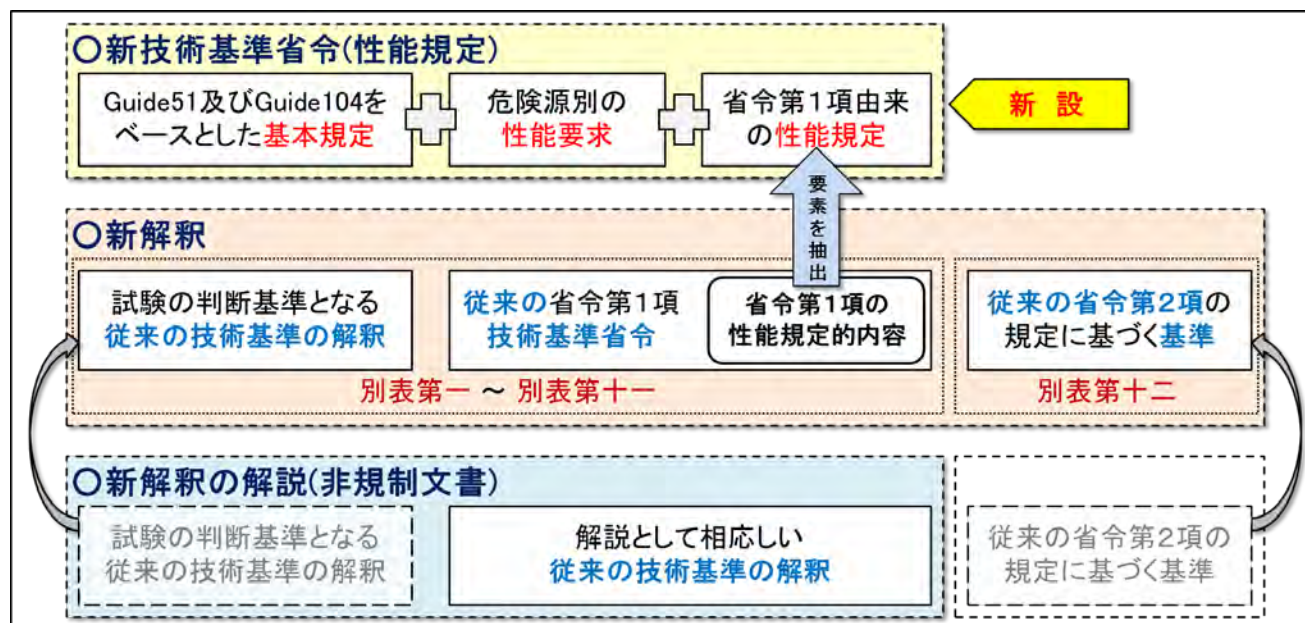 〇新技術基準省令(性能規定)
Guide51及びGuide104を
ベースとした基本規定
危険源別の
性能要求
省令第1項由来
の性能規定
新 設
要素を抽出
〇新解釈
試験の判断基準となる
従来の技術基準の解釈
従来の省令第1項
技術基準省令
省令第1項の
性能規定的内容
従来の省令第2項の
規定に基づく基準
別表第一 ～ 別表第十一
別表第十二
〇新解釈の解説(非規制文書)
試験の判断基準となる
従来の技術基準の解釈
解説として相応しい
従来の技術基準の解釈
従来の省令第2項の
規定に基づく基準